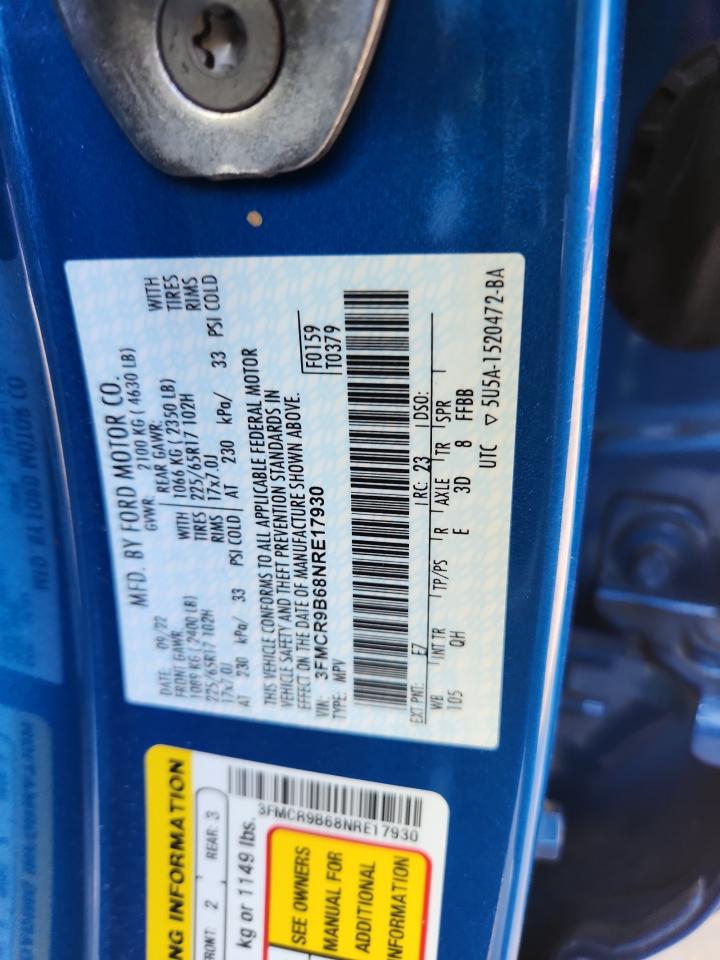 MFD. BY FORD MOTOR CO.
DATE: 09/22 GVWR: 2100 KG ( 4630 LB)
FRONT GAWR: REAR GAWR:
1089 KG ( 2400 LB) WITH 1066 KG ( 2350 LB) WITH
225/65R17 102H TIRES 225/65R17 102H TIRES
17x7.0J RIMS 17x7.0J RIMS
AT 230 kPa/ 33 PSI COLD AT 230 kPa/ 33 PSI COLD
THIS VEHICLE CONFORMS TO ALL APPLICABLE FEDERAL MOTOR
VEHICLE SAFETY AND THEFT PREVENTION STANDARDS IN
EFFECT ON THE DATE OF MANUFACTURE SHOWN ABOVE.
VIN: 3FMCR9B68NRE17930
TYPE: MPV
F0159
T0379
EXT PNT: E7 RC: 23 DSO:
WB INT TR TP/PS R AXLE TR SPR
105 QH E 3D 8 FFBB
UTC ▽ 5U5A-1520472-BA
NG INFORMATION
FRONT: 2 REAR: 3
kg or 1149 lbs.
3FMCR9B68NRE17930
SEE OWNERS
MANUAL FOR
ADDITIONAL
INFORMATION